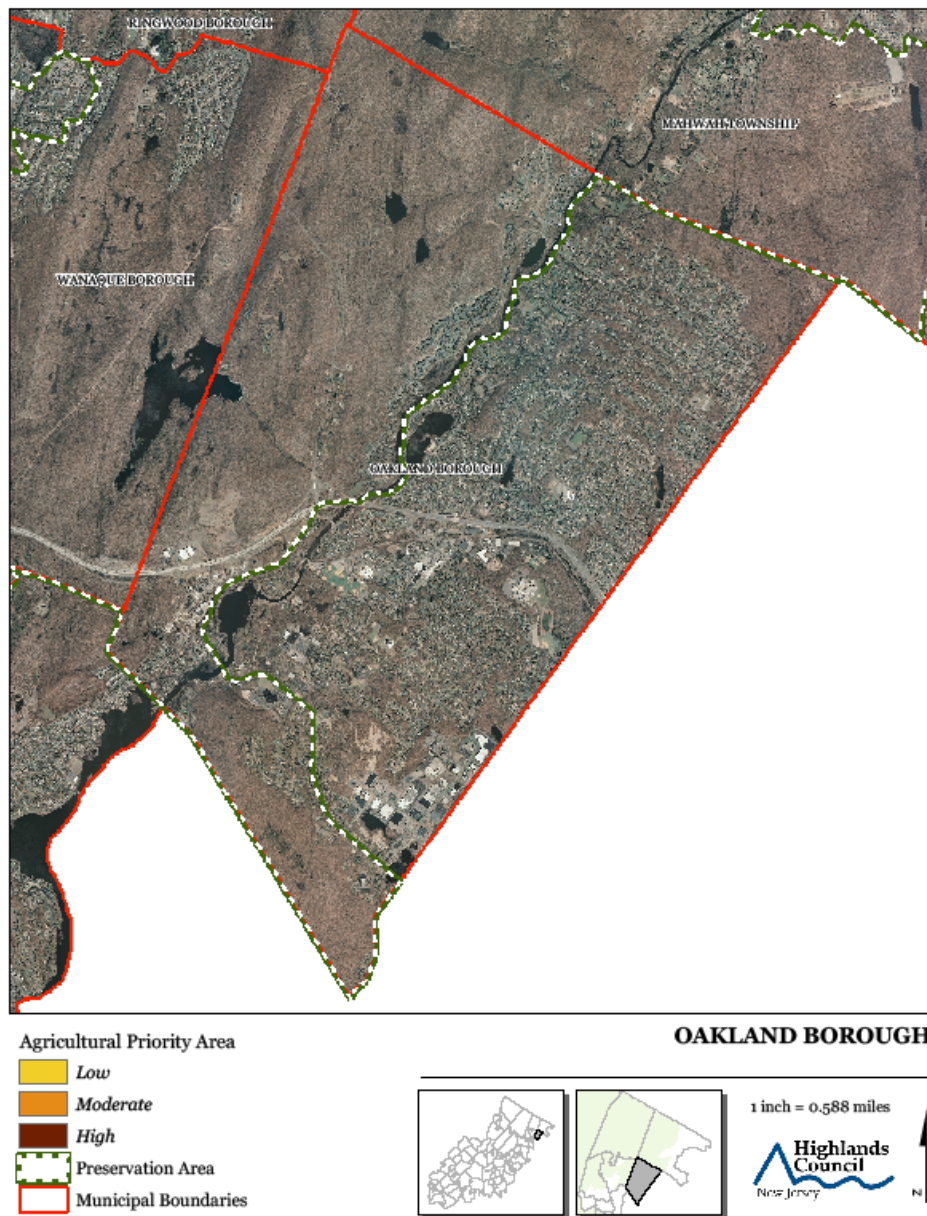 RINGWOOD BOROUGH
MAHWAH TOWNSHIP
WANAQUE BOROUGH
OAKLAND BOROUGH
Agricultural Priority Area
Low
Moderate
High
Preservation Area
Municipal Boundaries
OAKLAND BOROUGH
1 inch = 0.588 miles
Highlands
Council
New Jersey
N